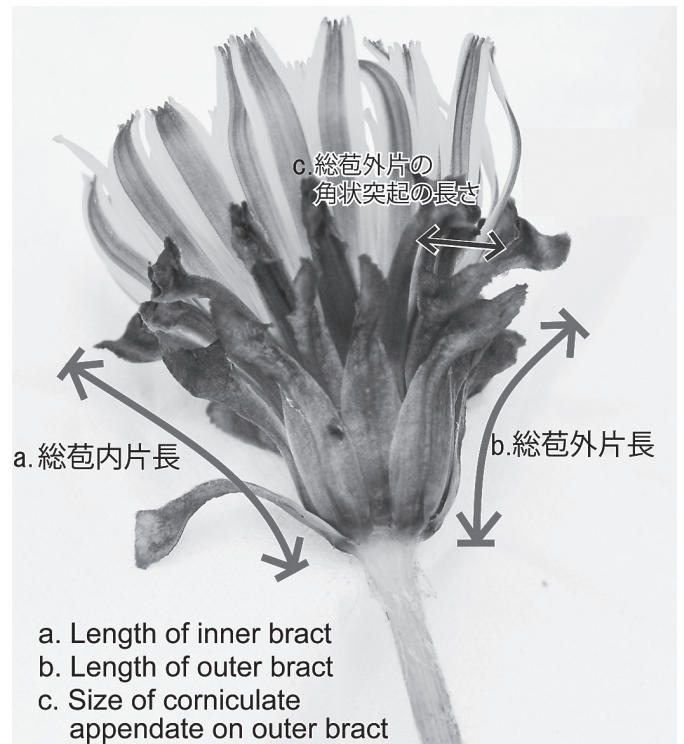 c.総苞外片の
角状突起の長さ
a.総苞内片長
b.総苞外片長
a. Length of inner bract
b. Length of outer bract
c. Size of corniculate
appendate on outer bract